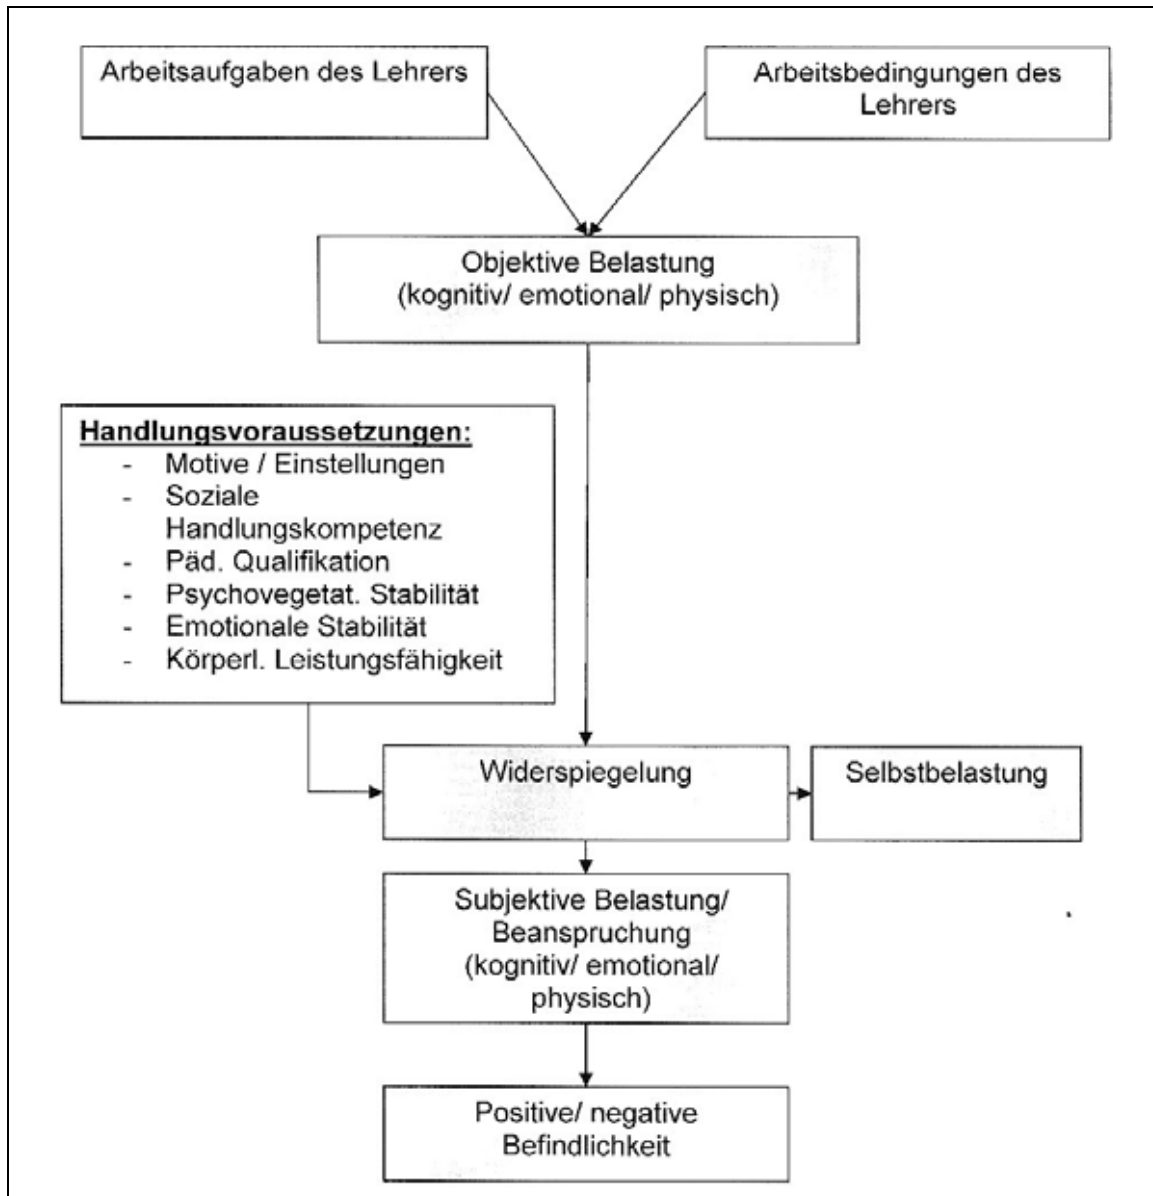 Arbeitsaufgaben des Lehrers
Arbeitsbedingungen des
Lehrers
Objektive Belastung
(kognitiv/ emotional/ physisch)
Handlungsvoraussetzungen:
- Motive / Einstellungen
- Soziale
Handlungskompetenz
- Päd. Qualifikation
- Psychovegetat. Stabilität
- Emotionale Stabilität
- Körperl. Leistungsfähigkeit
Widerspiegelung
Selbstbelastung
Subjektive Belastung/
Beanspruchung
(kognitiv/ emotional/
physisch)
Positive/ negative
Befindlichkeit